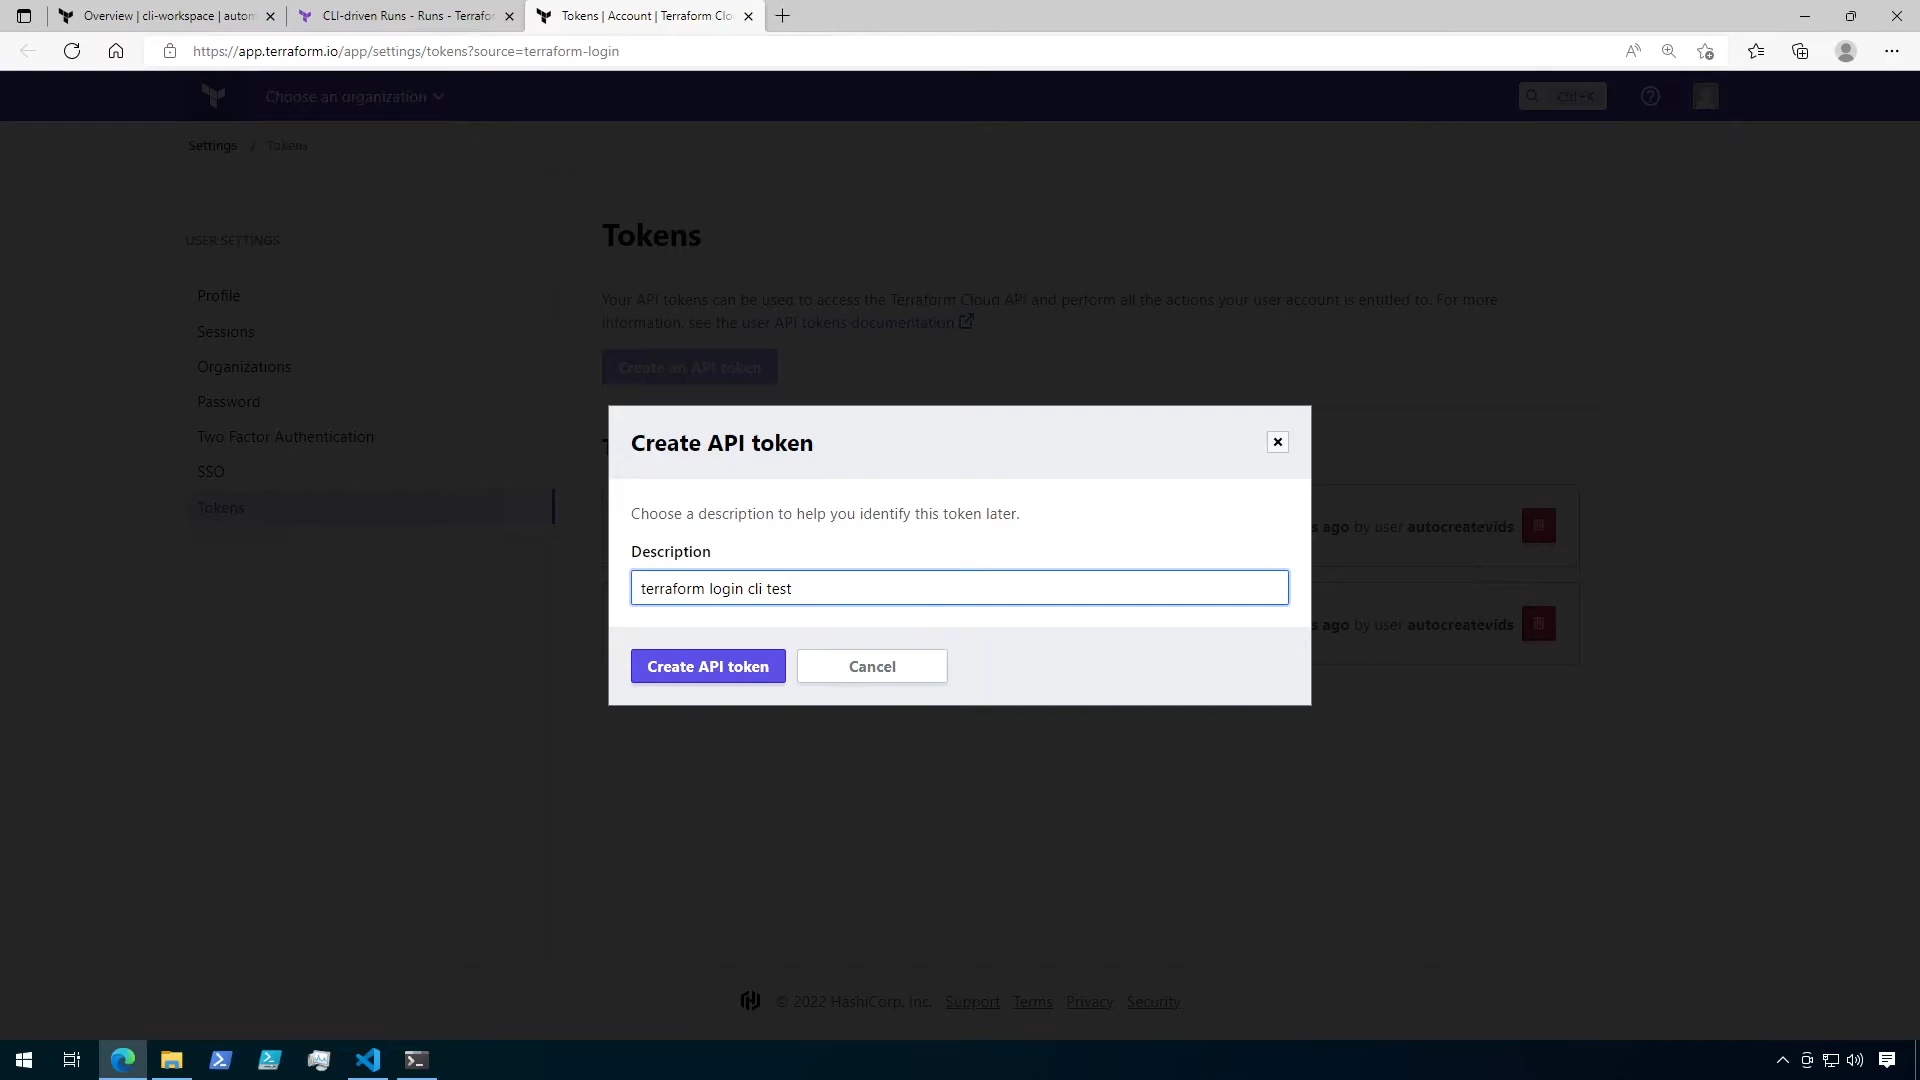 Overview | cli-workspace | autom
CLI-driven Runs - Runs - Terrafor
Tokens | Account | Terraform Clo
https://app.terraform.io/app/settings/tokens?source=terraform-login
Choose an organization
Ctrl+K
Settings / Tokens
USER SETTINGS
Profile
Sessions
Organizations
Password
Two Factor Authentication
SSO
Tokens
Tokens
Your API tokens can be used to access the Terraform Cloud API and perform all the actions your user account is entitled to. For more
information, see the user API tokens documentation
Create an API token
Create API token
Choose a description to help you identify this token later.
Description
terraform login cli test
Create API token
Cancel
s ago by user autocreatevids
s ago by user autocreatevids
© 2022 HashiCorp, Inc. Support Terms Privacy Security